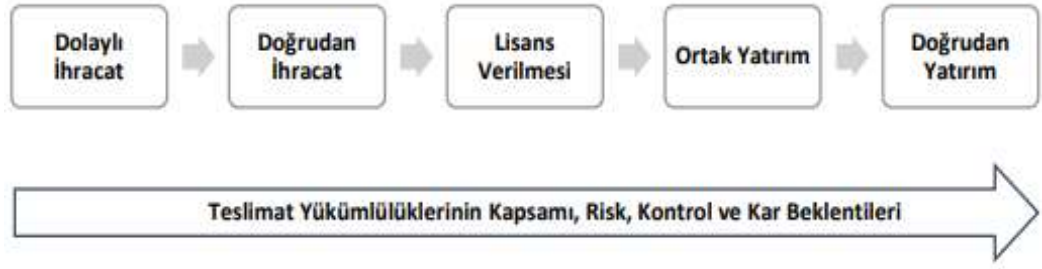 Dolaylı
İhracat
Doğrudan
İhracat
Lisans
Verilmesi
Ortak Yatırım
Doğrudan
Yatırım
Teslimat Yükümlülüklerinin Kapsamı, Risk, Kontrol ve Kar Beklentileri